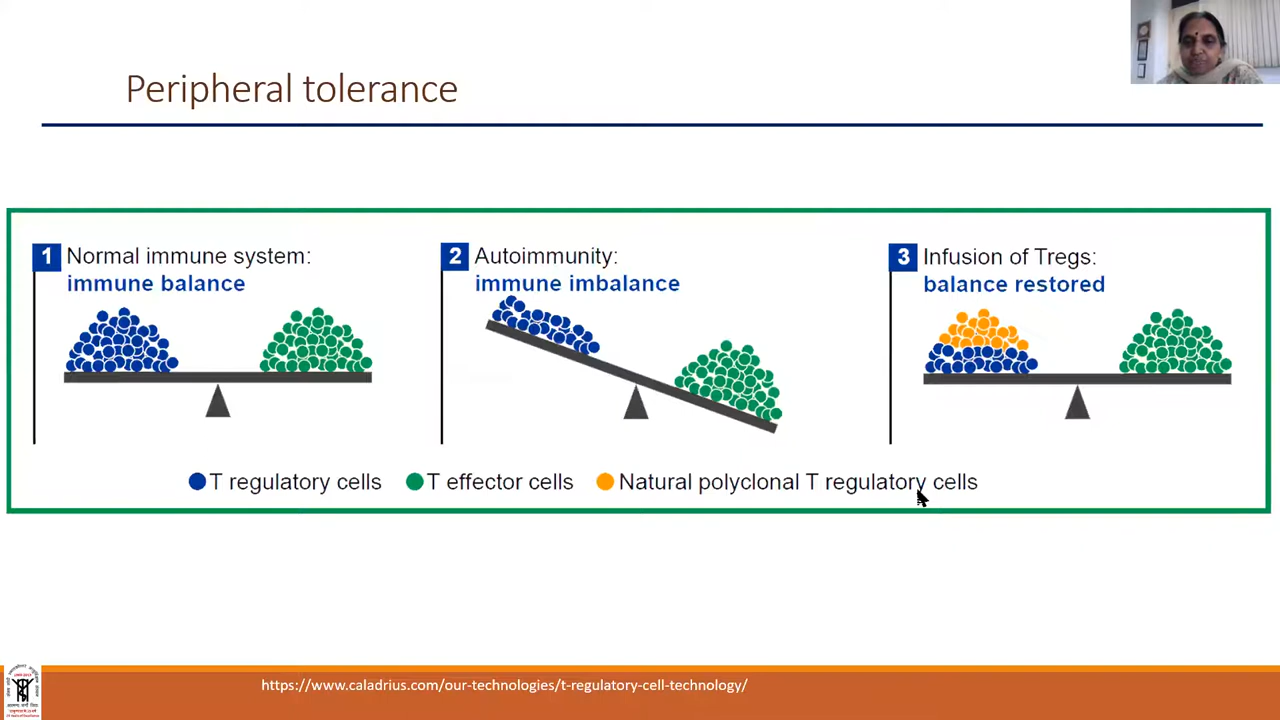 Peripheral tolerance
1 Normal immune system:
immune balance
2 Autoimmunity:
immune imbalance
3 Infusion of Tregs:
balance restored
T regulatory cells
T effector cells
Natural polyclonal T regulatory cells
https://www.caladrius.com/our-technologies/t-regulatory-cell-technology/